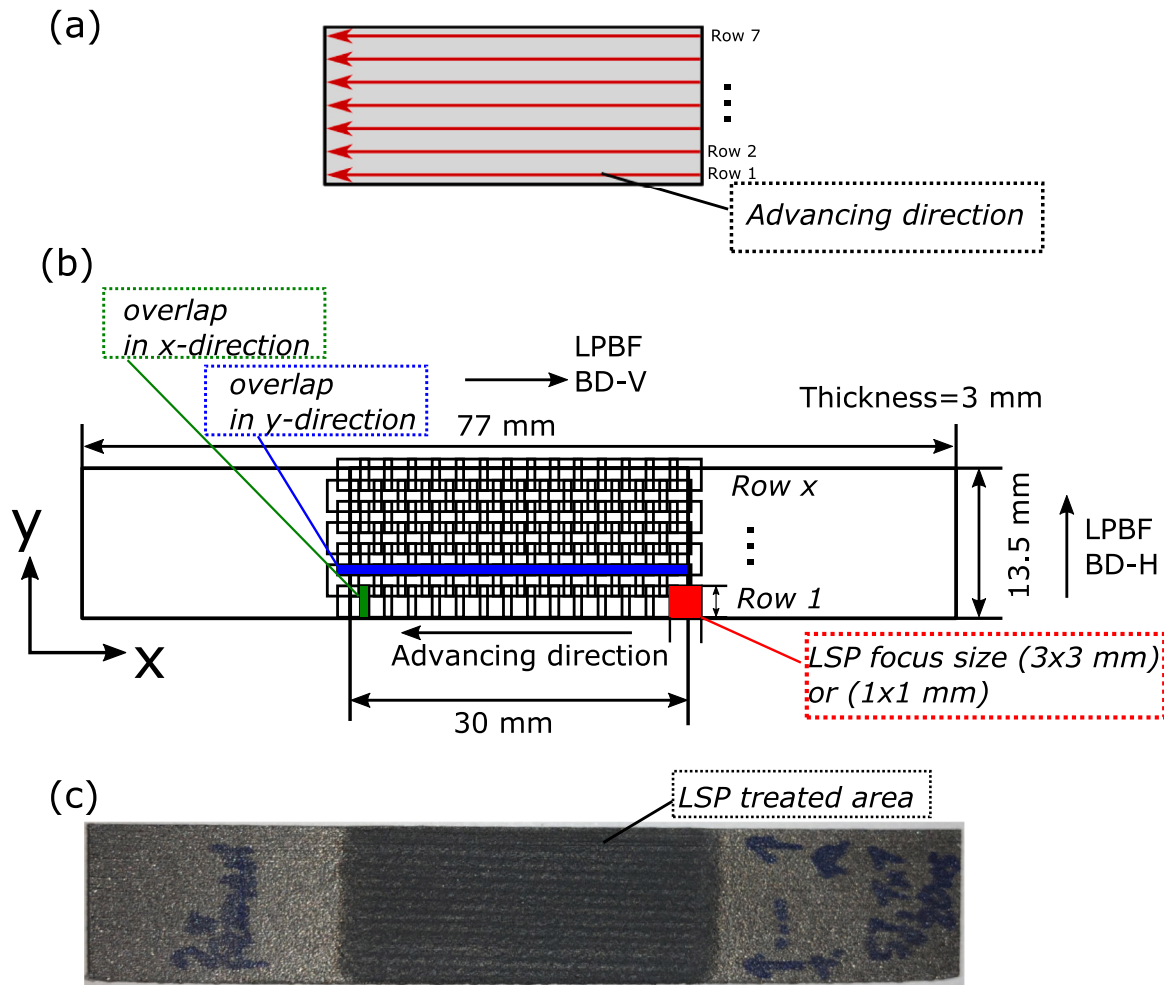 (a)
Row 7
Row 2
Row 1
Advancing direction
(b)
overlap
in x-direction
LPBF
BD-V
overlap
in y-direction
Thickness=3 mm
77 mm
Row x
y
13.5 mm
LPBF
BD-H
Row 1
x
Advancing direction
LSP focus size (3x3 mm)
or (1x1 mm)
30 mm
(c)
LSP treated area